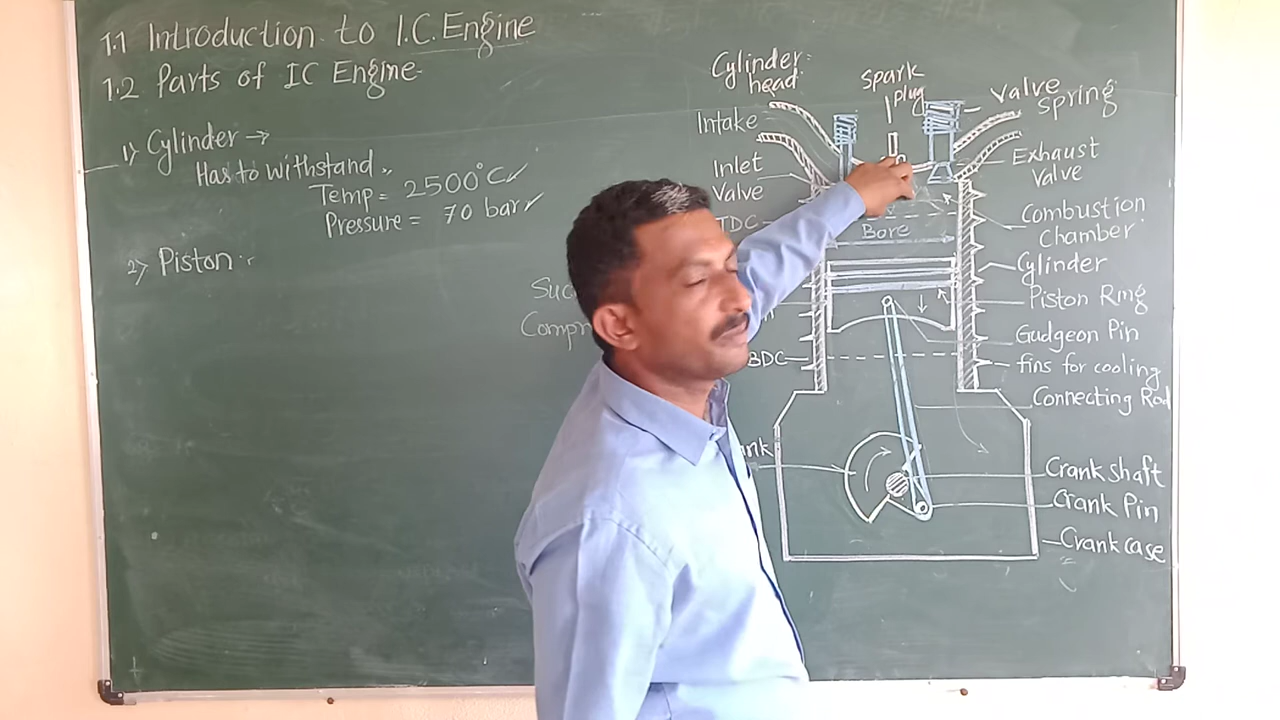 1.1 Introduction to I.C. Engine
1.2 Parts of IC Engine
1) Cylinder →
Has to withstand
Temp = 2500°C ✓
Pressure = 70 bar ✓
2) Piston
Cylinder
head
Spark
plug
Valve
Spring
Intake
Inlet
Valve
Exhaust
Valve
TDC
Bore
Combustion
Chamber
Cylinder
Piston Ring
Gudgeon Pin
BDC
fins for cooling
Connecting Rod
Crank shaft
Crank Pin
Crank case